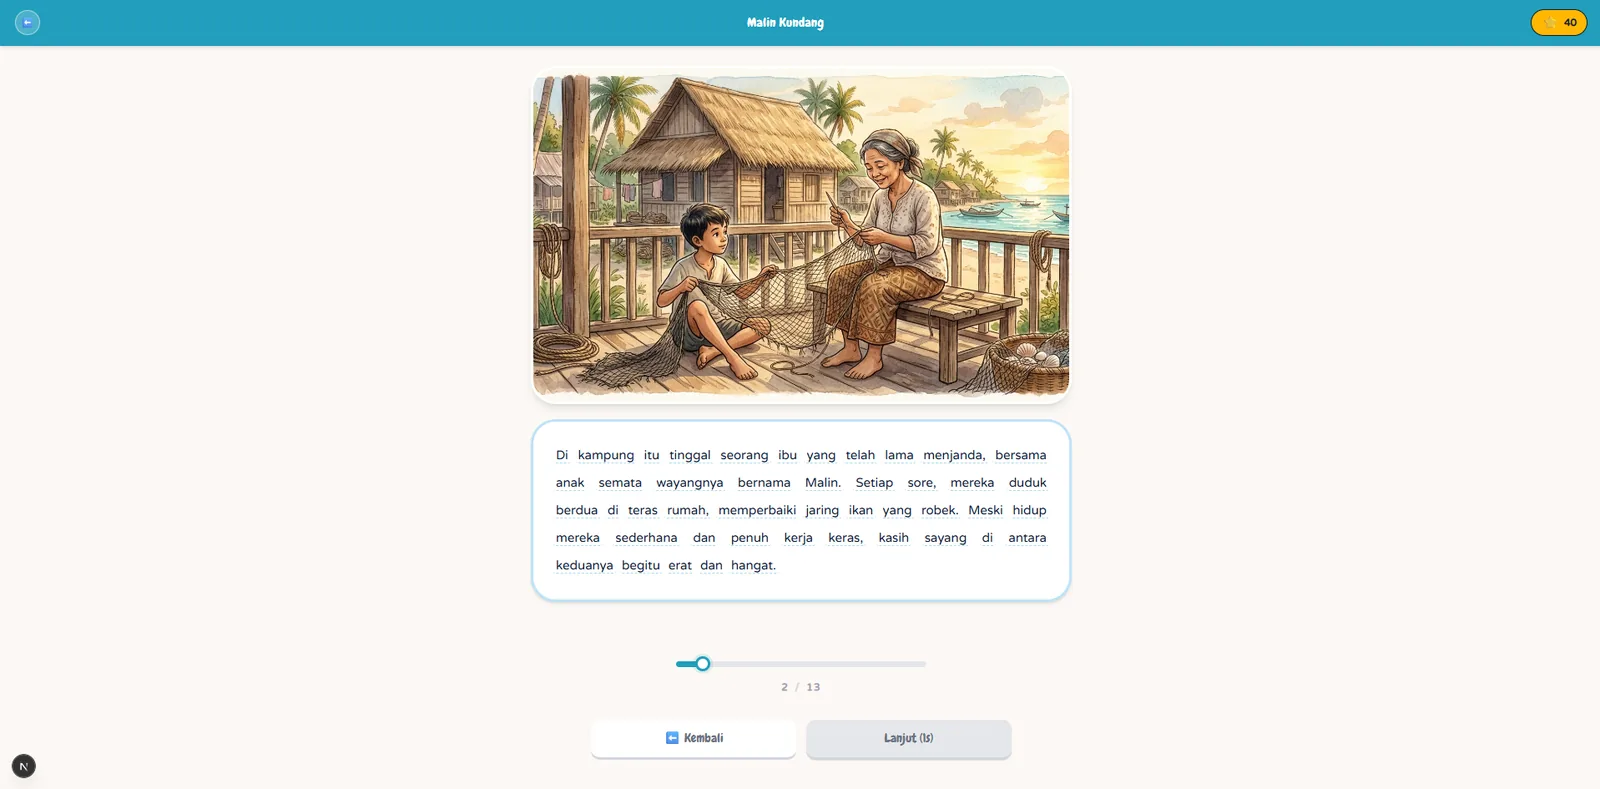 Malin Kundang
40
Di kampung itu tinggal seorang ibu yang telah lama menjanda, bersama
anak semata wayangnya bernama Malin. Setiap sore, mereka duduk
berdua di teras rumah, memperbaiki jaring ikan yang robek. Meski hidup
mereka sederhana dan penuh kerja keras, kasih sayang di antara
keduanya begitu erat dan hangat.
2 / 13
Kembali
Lanjut (1s)
N